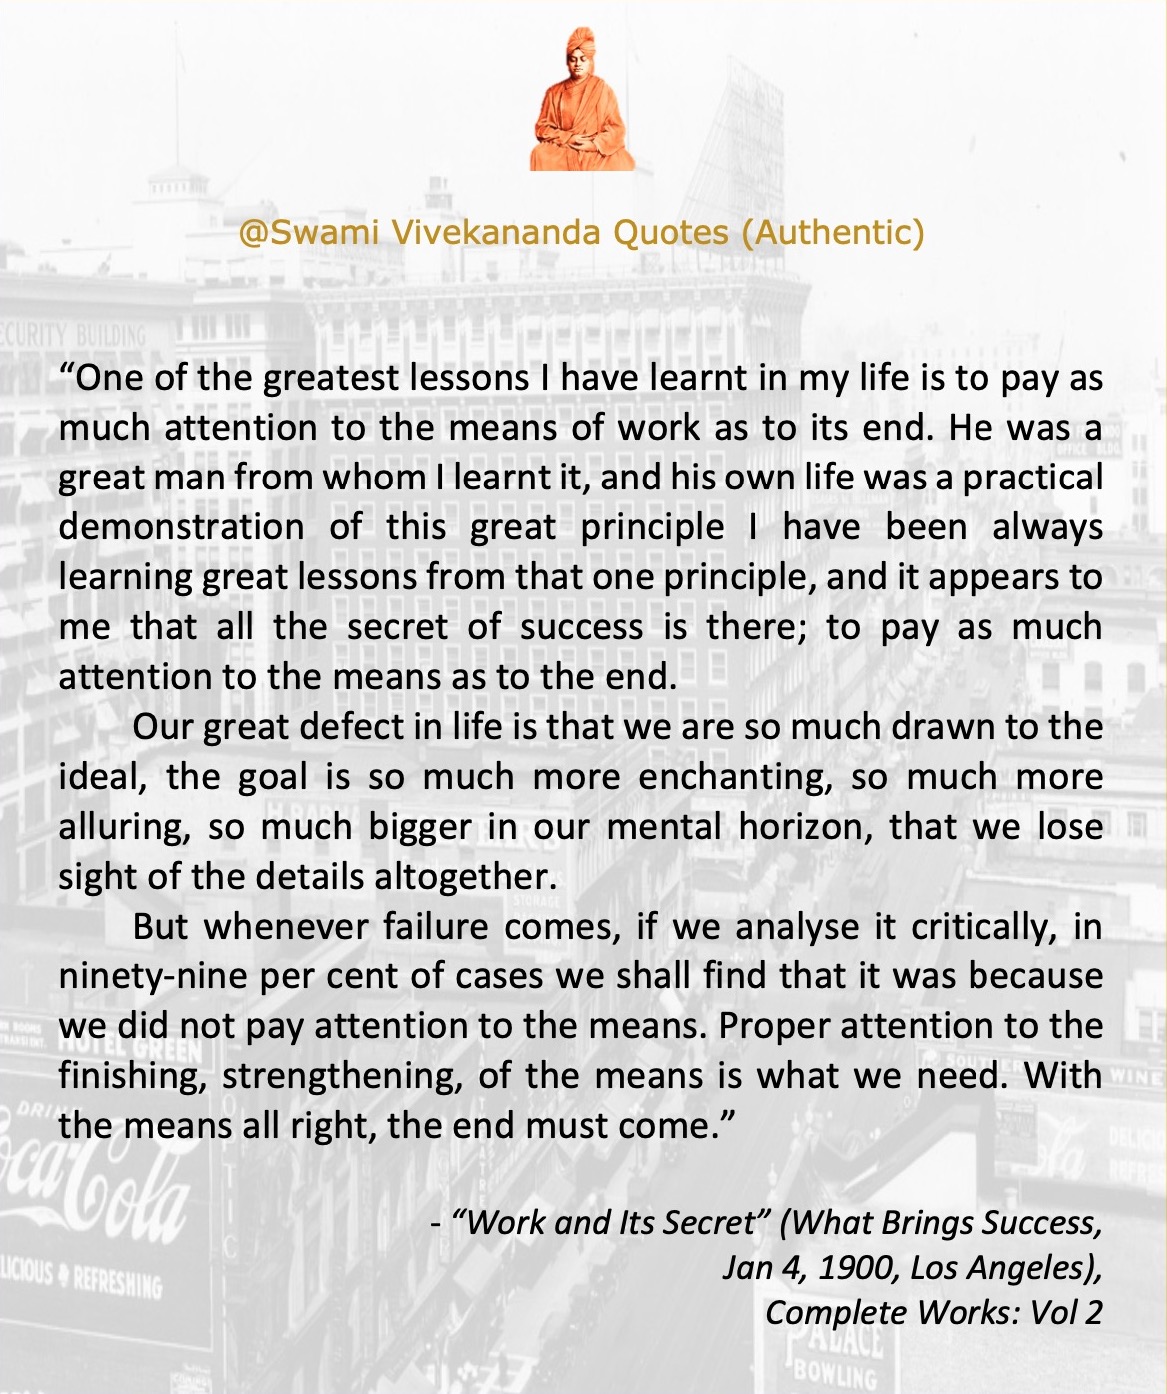 @Swami Vivekananda Quotes (Authentic)
ECURITY BUILDING
“One of the greatest lessons I have learnt in my life is to pay as
much attention to the means of work as to its end. He was a
great man from whom I learnt it, and his own life was a practical
demonstration of this great principle I have been always
learning great lessons from that one principle, and it appears to
me that all the secret of success is there; to pay as much
attention to the means as to the end.
Our great defect in life is that we are so much drawn to the
ideal, the goal is so much more enchanting, so much more
alluring, so much bigger in our mental horizon, that we lose
sight of the details altogether.
STORAGE
But whenever failure comes, if we analyse it critically, in
ninety-nine per cent of cases we shall find that it was because
we did not pay attention to the means. Proper attention to the
finishing, strengthening, of the means is what we need. With
the means all right, the end must come.”
HOTEL GREEN
WINE
DRIN
Coca-Cola
LICIOUS REFRESHING
- “Work and Its Secret” (What Brings Success,
Jan 4, 1900, Los Angeles),
Complete Works: Vol 2
PALACE
BOWLING